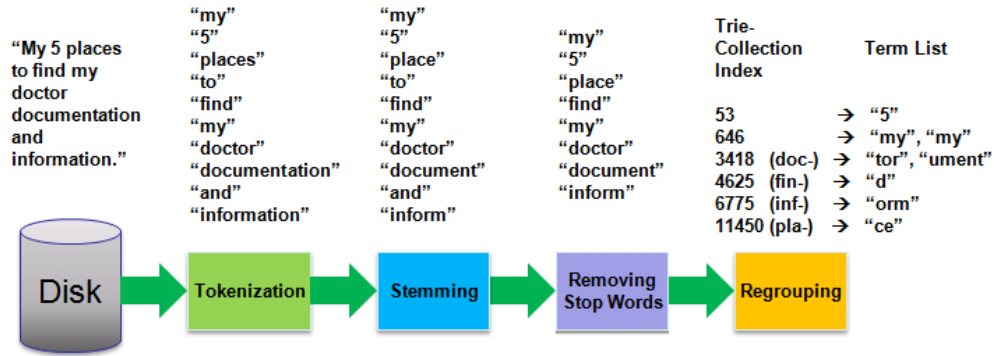 “My 5 places
to find my
doctor
documentation
and
information.”
“my”
“5”
“places”
“to”
“find”
“my”
“doctor”
“documentation”
“and”
“information”
“my”
“5”
“place”
“to”
“find”
“my”
“doctor”
“document”
“and”
“inform”
“my”
“5”
“place”
“find”
“my”
“doctor”
“document”
“inform”
Trie-
Collection
Index
Term List
53 → “5”
646 → “my”, “my”
3418 (doc-) → “tor”, “ument”
4625 (fin-) → “d”
6775 (inf-) → “orm”
11450 (pla-) → “ce”
Disk
Tokenization
Stemming
Removing
Stop Words
Regrouping